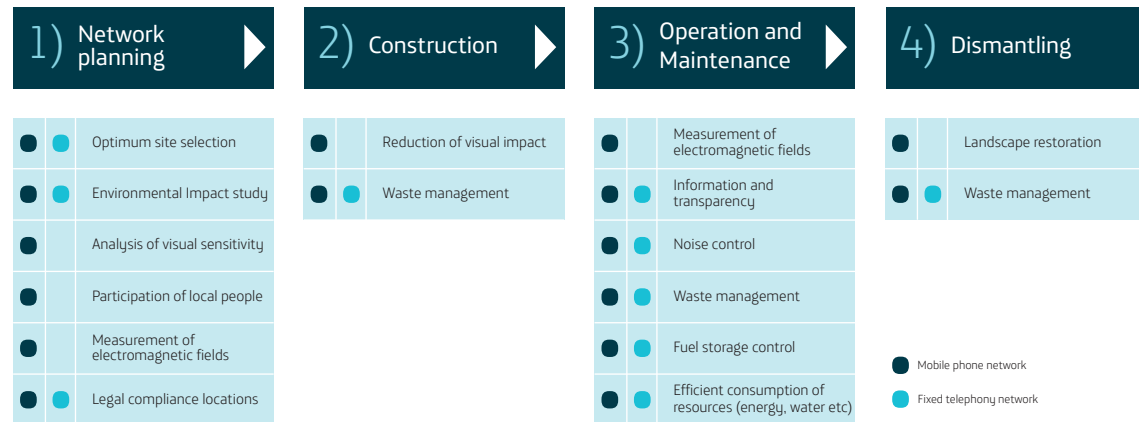 1) Network
planning
2) Construction
3) Operation and
Maintenance
4) Dismantling
Optimum site selection
Environmental Impact study
Analysis of visual sensitivity
Participation of local people
Measurement of
electromagnetic fields
Legal compliance locations
Reduction of visual impact
Waste management
Measurement of
electromagnetic fields
Information and
transparency
Noise control
Waste management
Fuel storage control
Efficient consumption of
resources (energy, water etc)
Landscape restoration
Waste management
Mobile phone network
Fixed telephony network